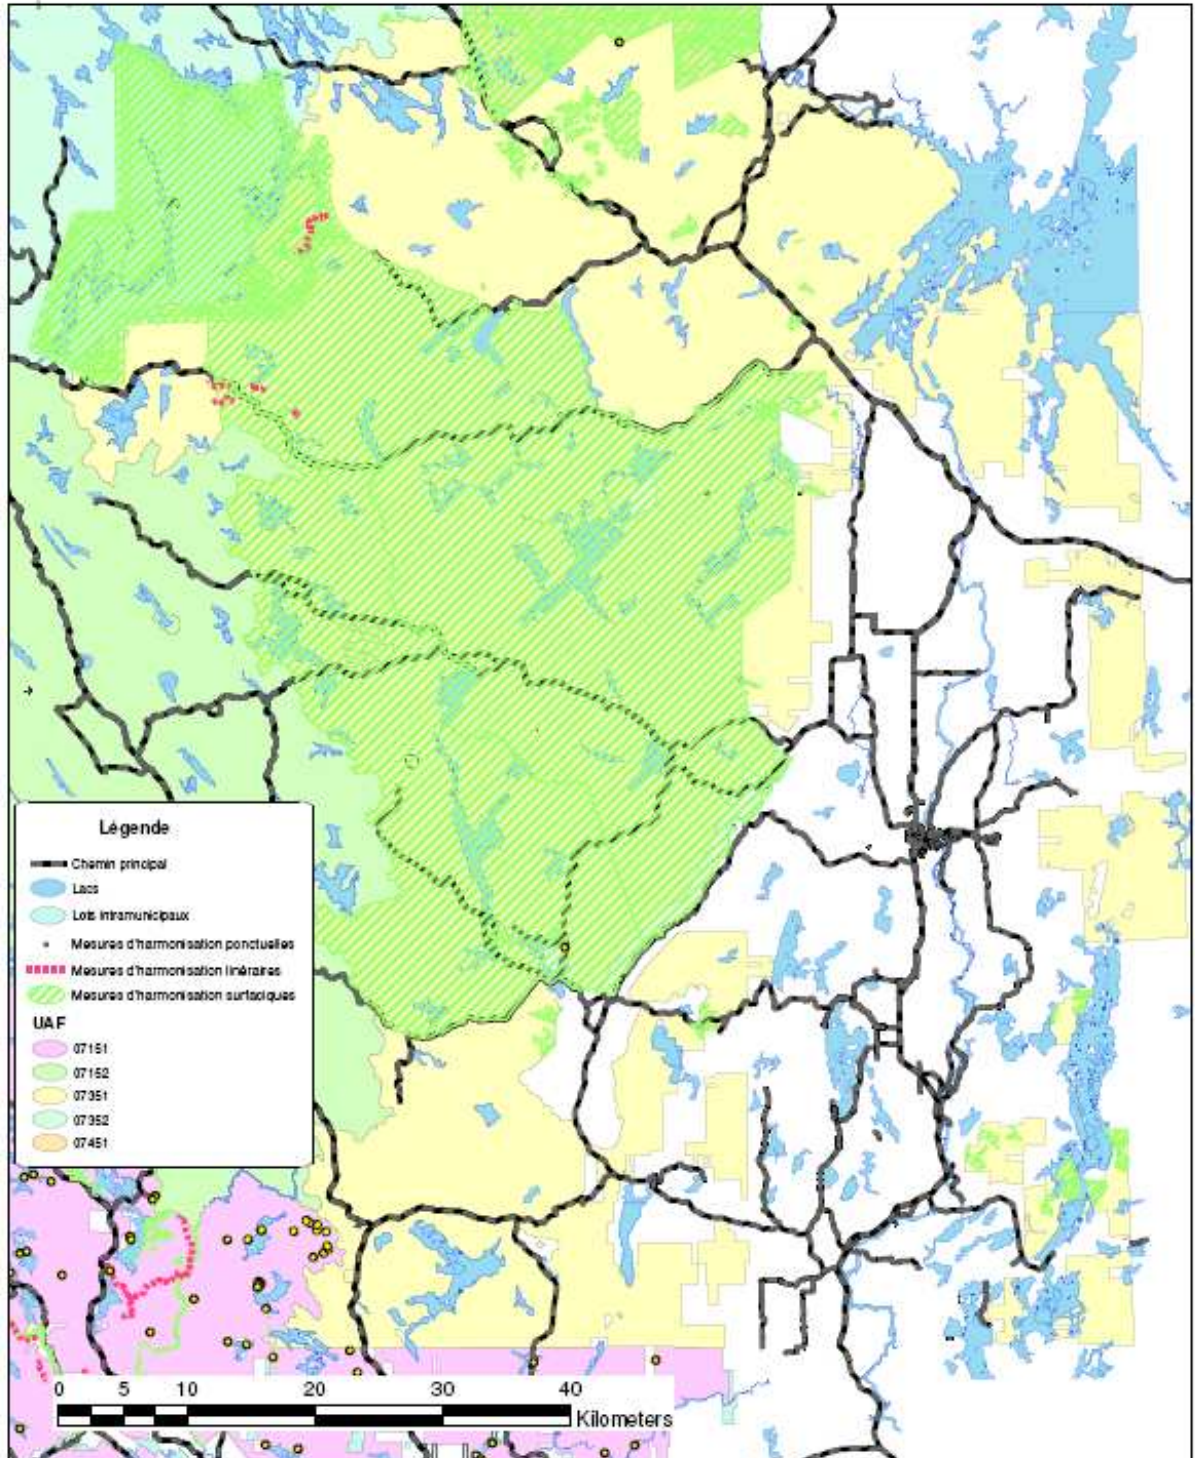 Légende
Chemin principal
Lacs
Lots intramunicipaux
Mesures d'harmonisation ponctuelles
Mesures d'harmonisation linéraires
Mesures d'harmonisation surfaciques
UAF
07151
07152
07351
07352
07451
0 5 10 20 30 40
Kilometers